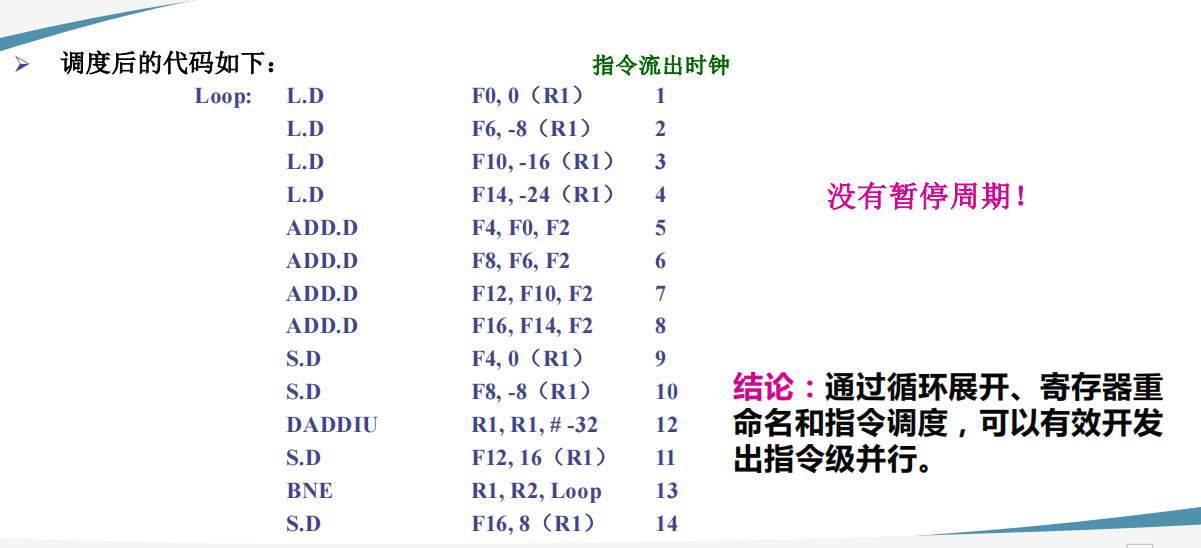 ➢ 调度后的代码如下： 指令流出时钟
Loop: L.D F0, 0（R1） 1
L.D F6, -8（R1） 2
L.D F10, -16（R1） 3
L.D F14, -24（R1） 4
没有暂停周期！
ADD.D F4, F0, F2 5
ADD.D F8, F6, F2 6
ADD.D F12, F10, F2 7
ADD.D F16, F14, F2 8
S.D F4, 0（R1） 9
S.D F8, -8（R1） 10
DADDIU R1, R1, # -32 12
S.D F12, 16（R1） 11
BNE R1, R2, Loop 13
S.D F16, 8（R1） 14
结论：通过循环展开、寄存器重
命名和指令调度，可以有效开发
出指令级并行。